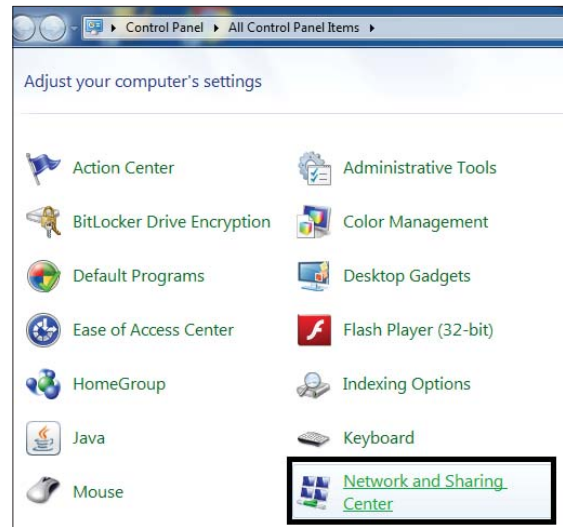 Control Panel ▸ All Control Panel Items ▸
Adjust your computer's settings
Action Center
Administrative Tools
BitLocker Drive Encryption
Color Management
Default Programs
Desktop Gadgets
Ease of Access Center
Flash Player (32-bit)
HomeGroup
Indexing Options
Java
Keyboard
Mouse
Network and Sharing
Center